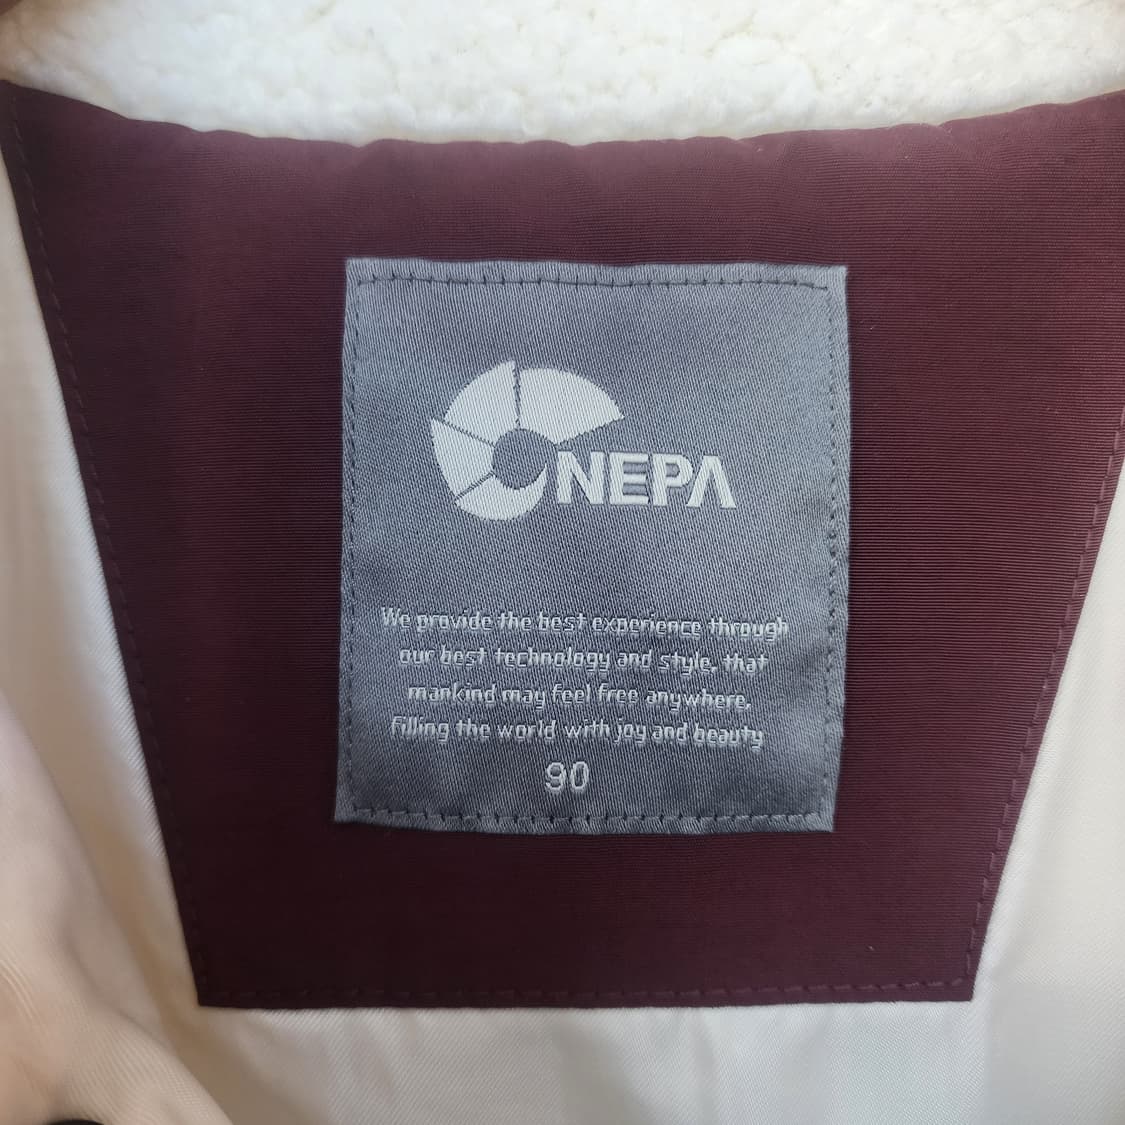 NEPA
We provide the best experience through
our best technology and style, that
mankind may feel free anywhere,
filling the world with joy and beauty
90